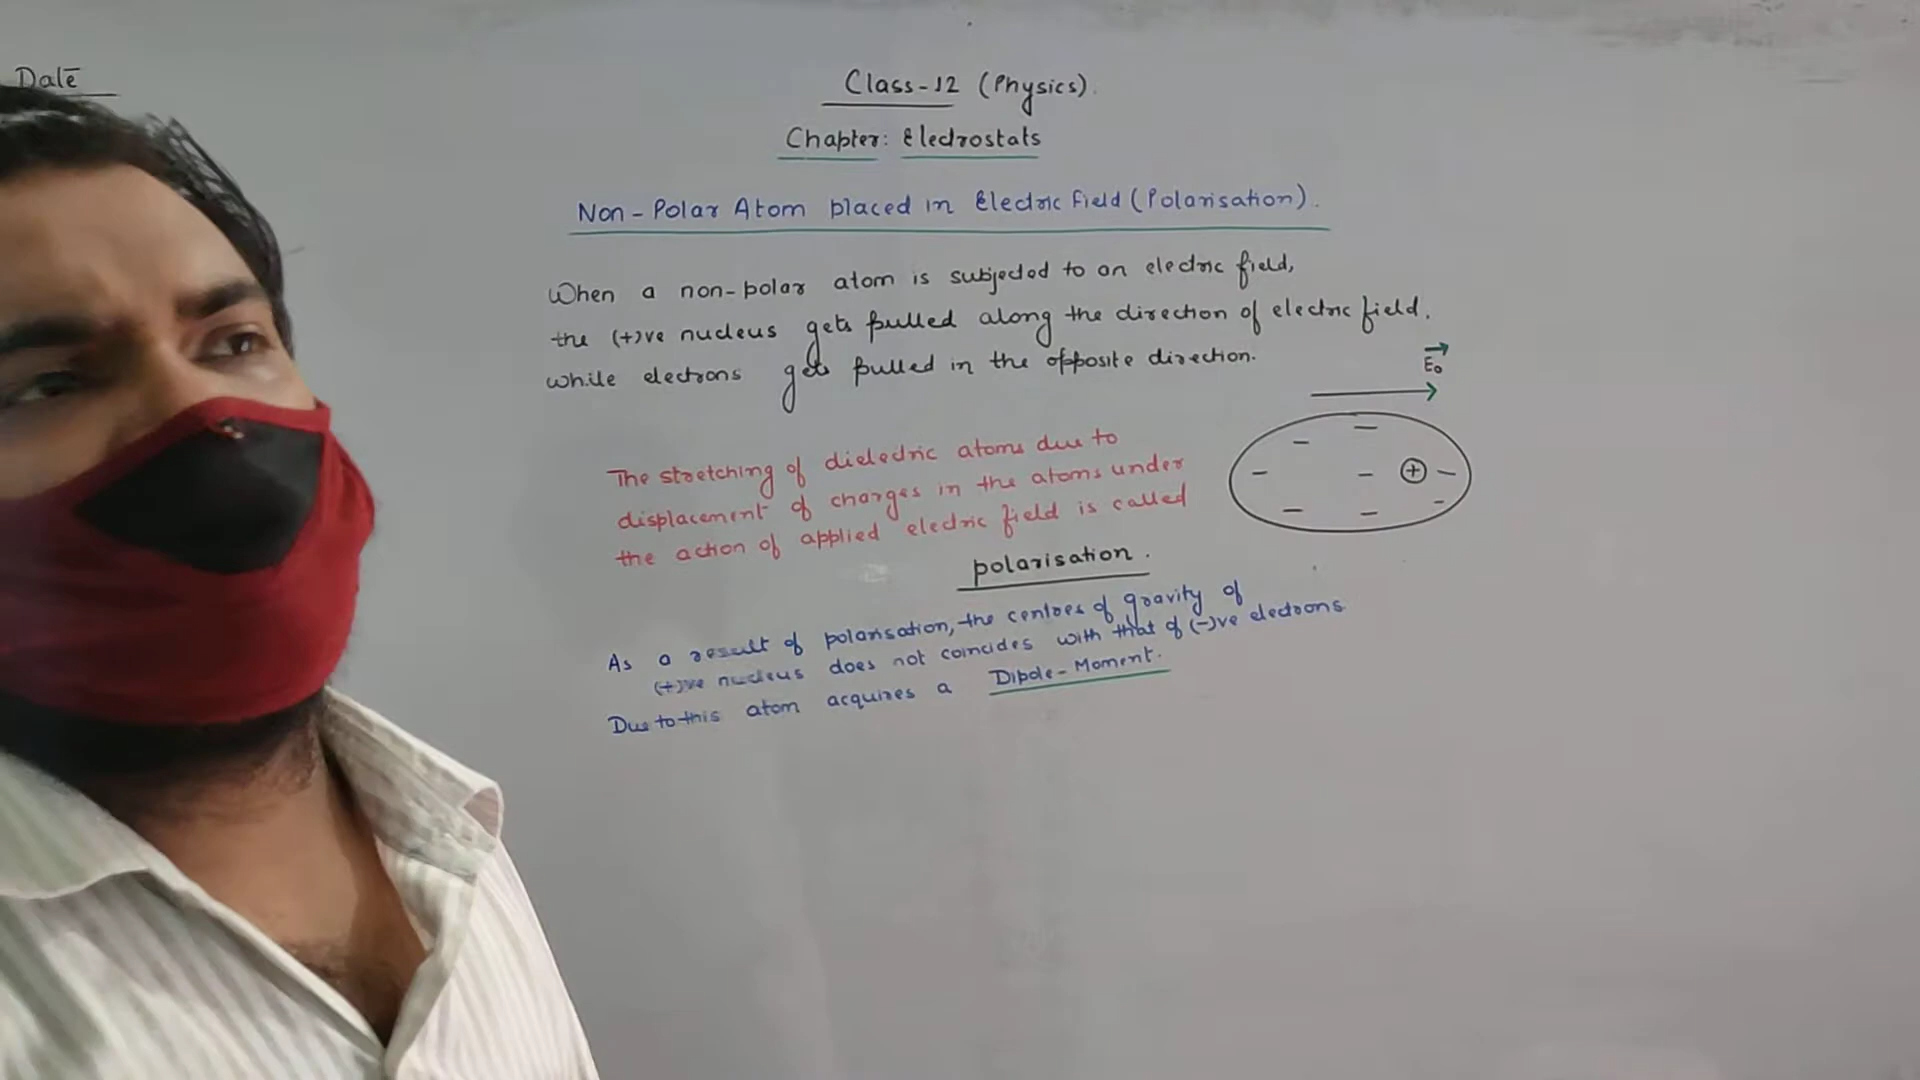 Date
Class-12 (Physics).
Chapter: Electrostats
Non-Polar Atom placed in Electric field (Polarisation).
When a non-polar atom is subjected to an electric field,
the (+)ve nucleus gets pulled along the direction of electric field.
while electrons gets pulled in the opposite direction.
E₀
The stretching of dielectric atoms due to
displacement of charges in the atoms under
the action of applied electric field is called
polarisation.
As a result of polarisation, the centres of gravity of
(+)ve nucleus does not coincides with that of (-)ve electrons
Due to this atom acquires a Dipole-Moment.